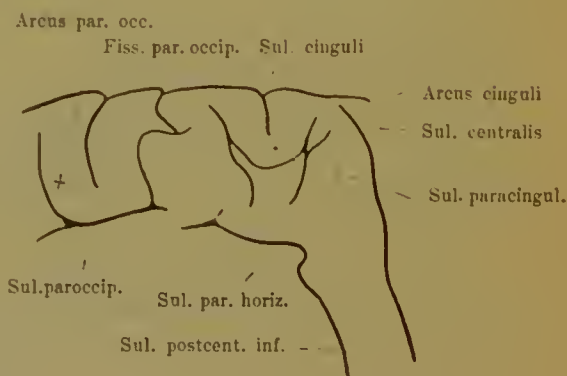 Arcus par. occ.
Fiss. par. occip. Sul. cinguli
Arcus cinguli
Sul. centralis
Sul. paracingul.
Sul. paroccip.
Sul. par. horiz.
Sul. postcent. inf.